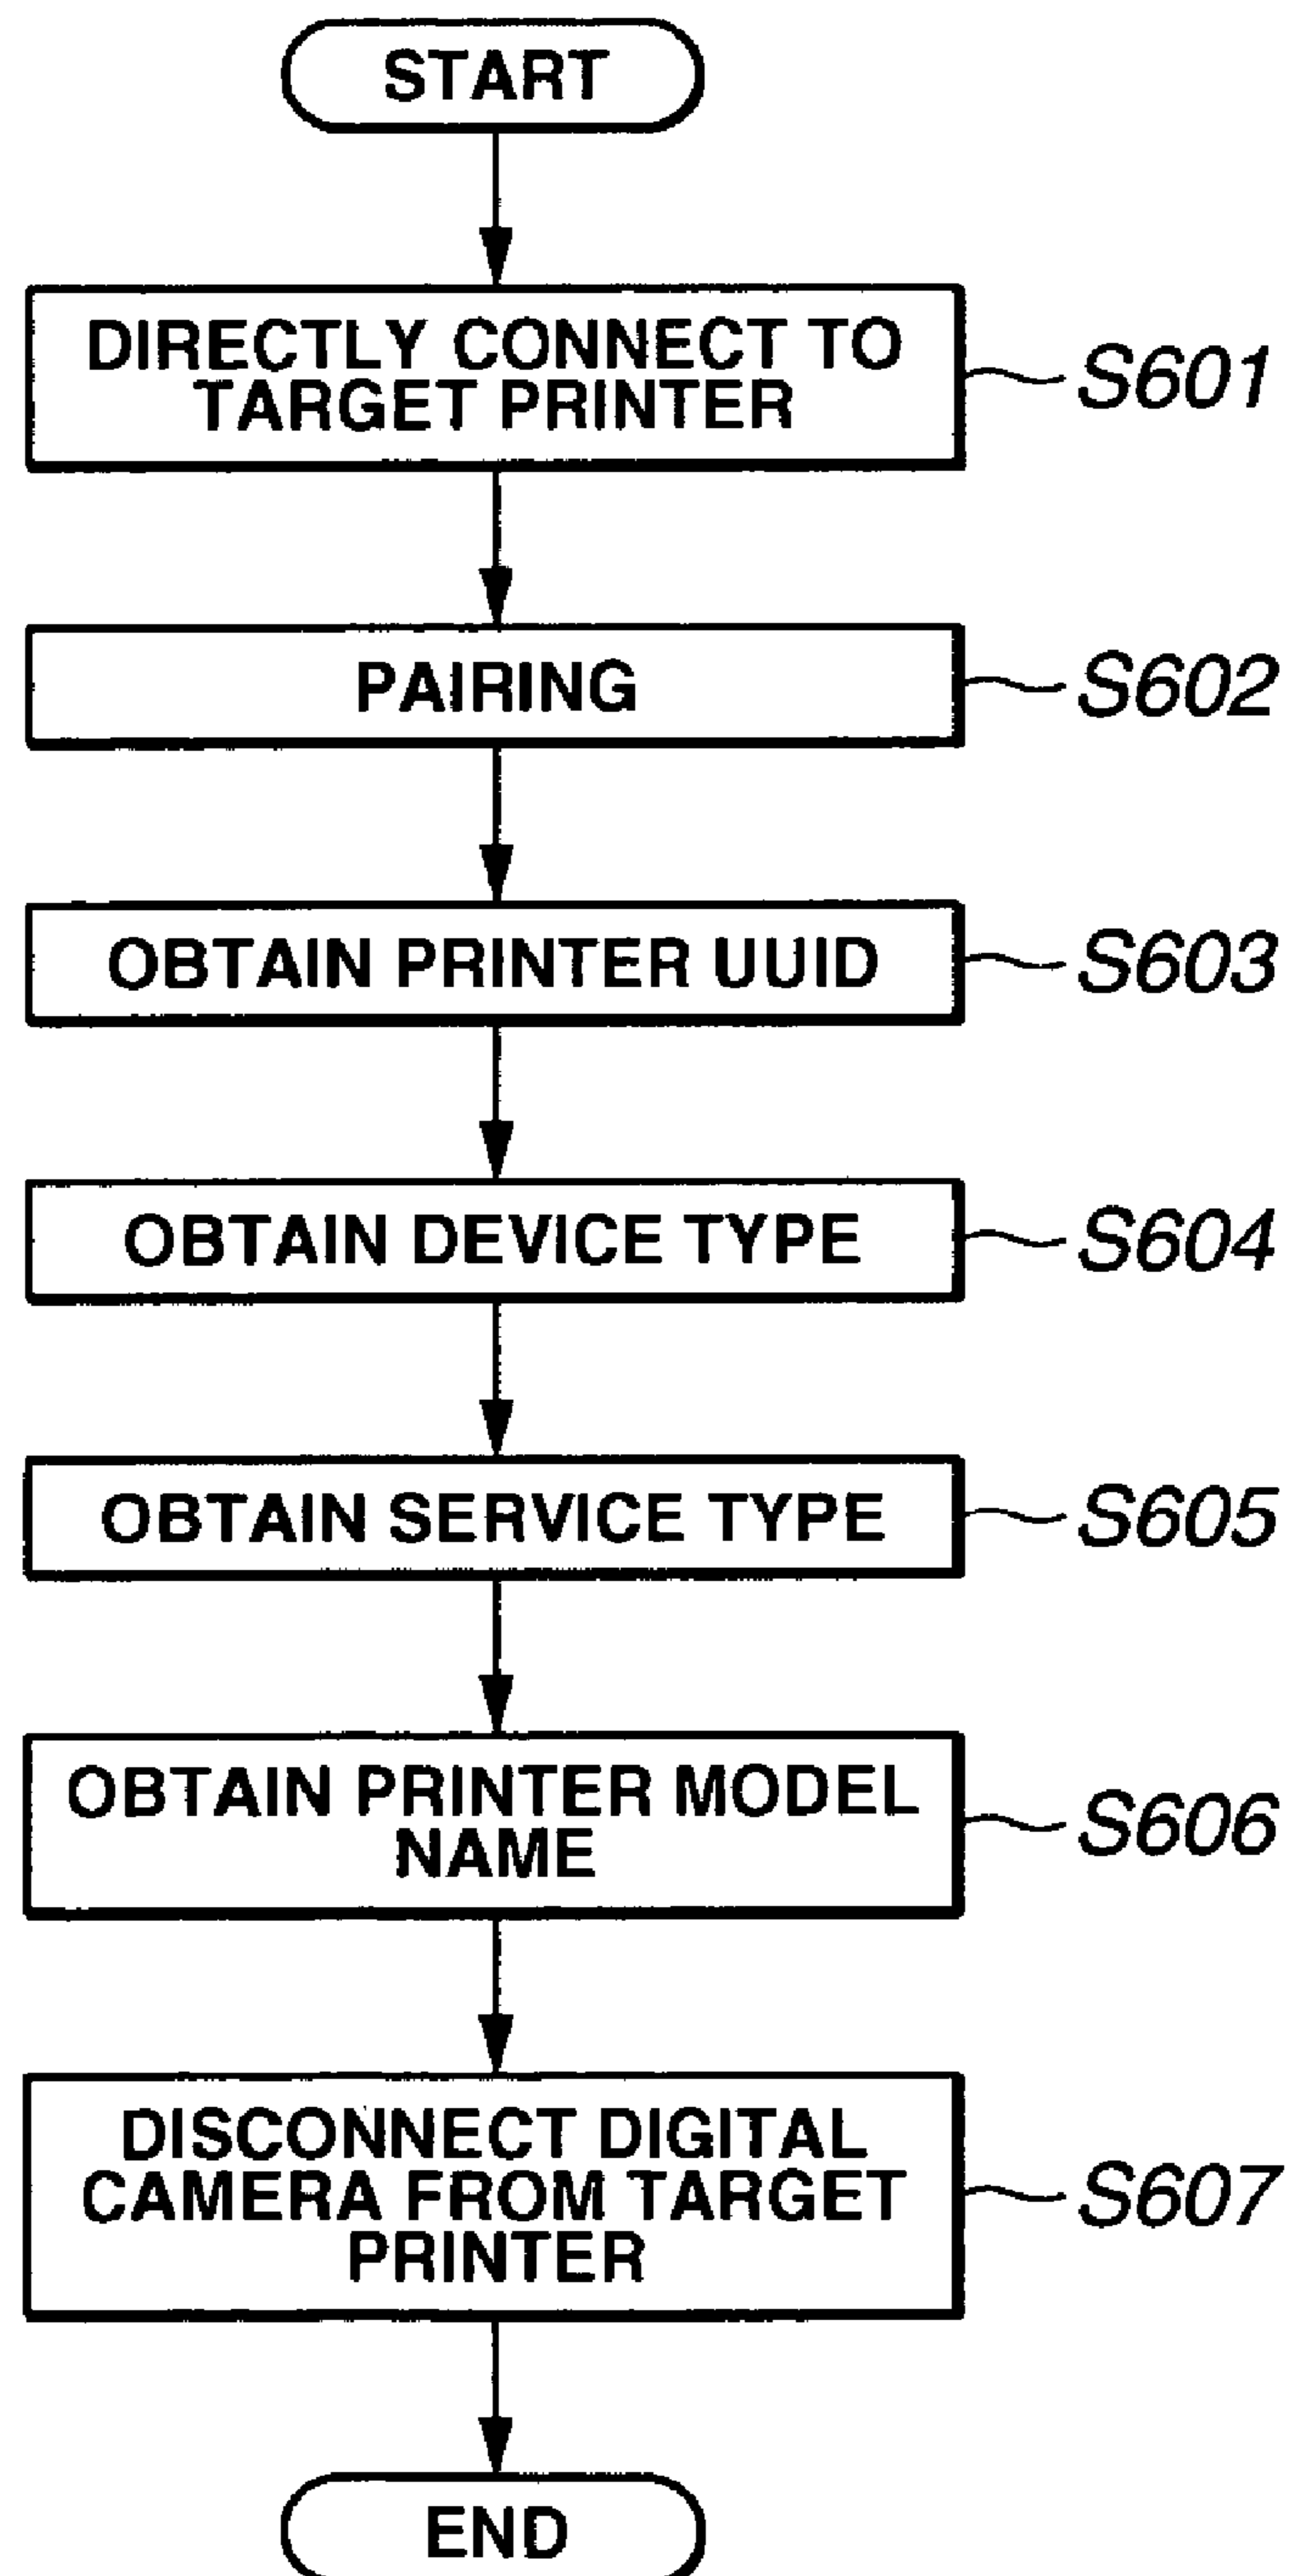 START
DIRECTLY CONNECT TO
TARGET PRINTER
S601
PAIRING
S602
OBTAIN PRINTER UUID
S603
OBTAIN DEVICE TYPE
S604
OBTAIN SERVICE TYPE
S605
OBTAIN PRINTER MODEL
NAME
S606
DISCONNECT DIGITAL
CAMERA FROM TARGET
PRINTER
S607
END